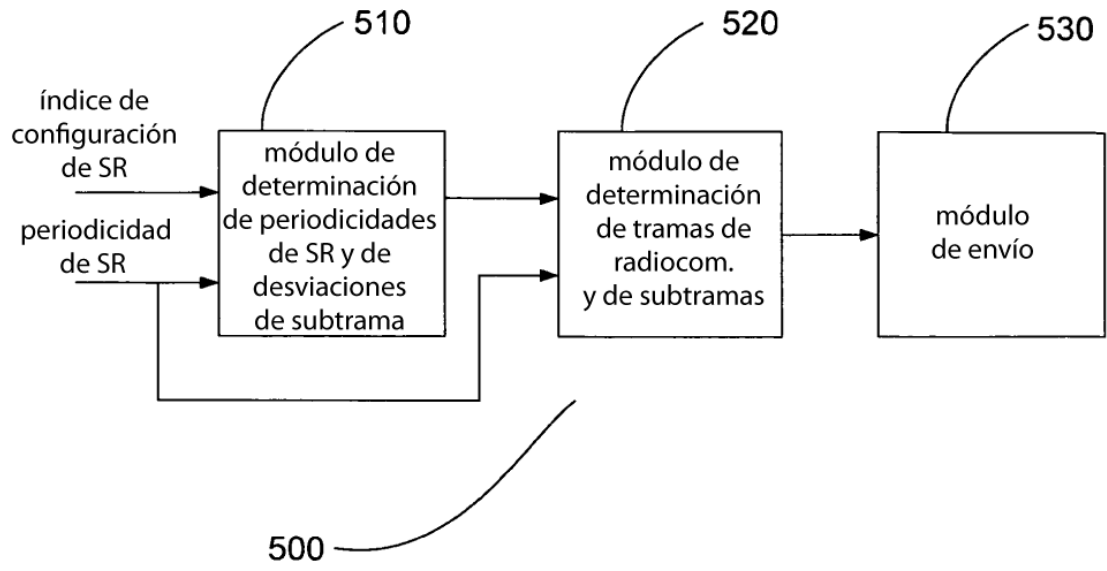 510
520
530
índice de
configuración
de SR
periodicidad
de SR
módulo de
determinación
de periodicidades
de SR y de
desviaciones
de subtrama
módulo de
determinación
de tramas de
radiocom.
y de subtramas
módulo
de envío
500